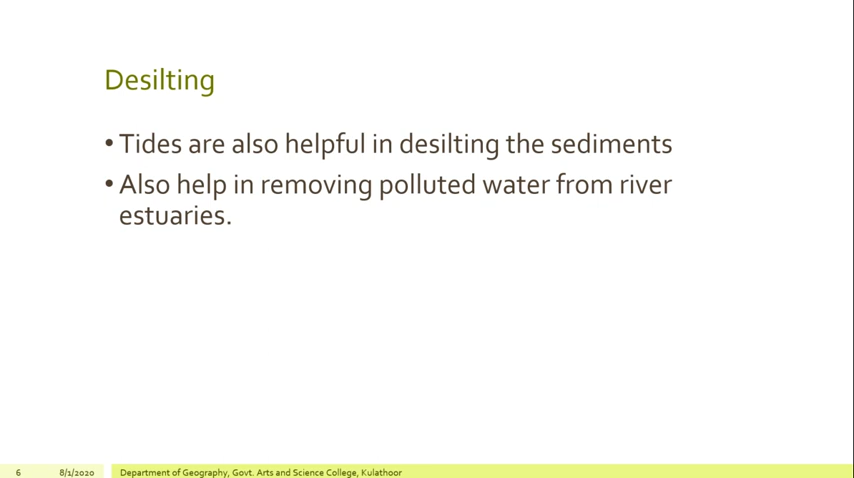 Desilting
• Tides are also helpful in desilting the sediments
• Also help in removing polluted water from river
estuaries.
6 8/1/2020 Department of Geography, Govt. Arts and Science College, Kulathoor